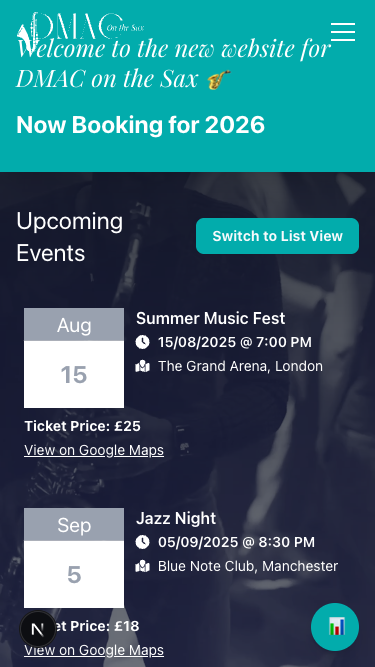 DMAC On the Sax
Welcome to the new website for
DMAC on the Sax 🎷
Now Booking for 2026
Upcoming
Events
Switch to List View
Aug
15
Summer Music Fest
15/08/2025 @ 7:00 PM
The Grand Arena, London
Ticket Price: £25
View on Google Maps
Sep
5
Jazz Night
05/09/2025 @ 8:30 PM
Blue Note Club, Manchester
N
et Price: £18
View on Google Maps